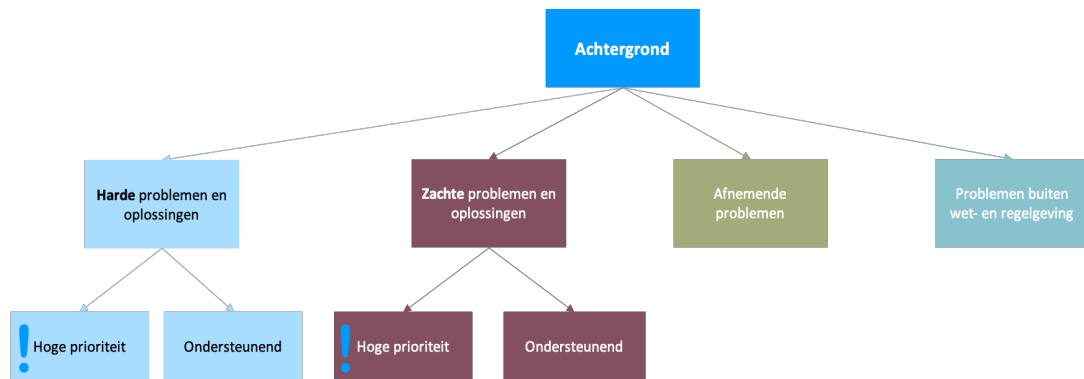 Achtergrond
Harde problemen en
oplossingen
Zachte problemen en
oplossingen
Afnemende
problemen
Problemen buiten
wet- en regelgeving
! Hoge prioriteit
Ondersteunend
! Hoge prioriteit
Ondersteunend